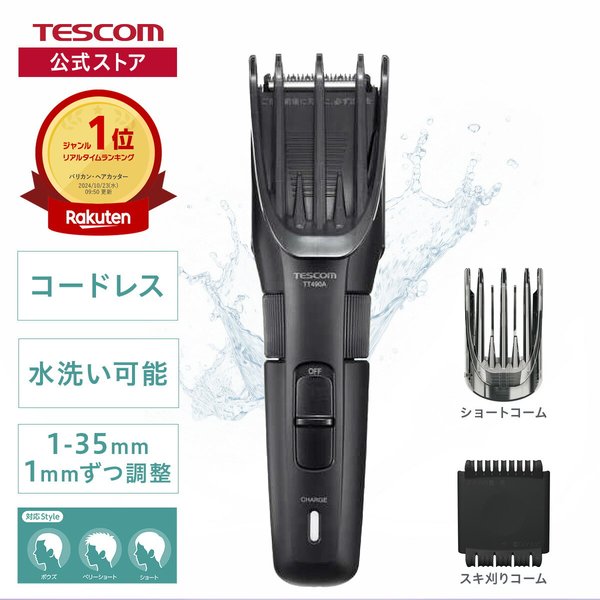 TESCOM
公式ストア
ジャンル1位
リアルタイムランキング
バリカン・ヘアカッター
2024/10/23(水)
09:50 更新
Rakuten
コードレス
水洗い可能
1-35mm
1mmずつ調整
対応Style
ボウズ
ベリーショート
ショート
TESCOM
TT490A
OFF
CHARGE
ショートコーム
スキ刈りコーム